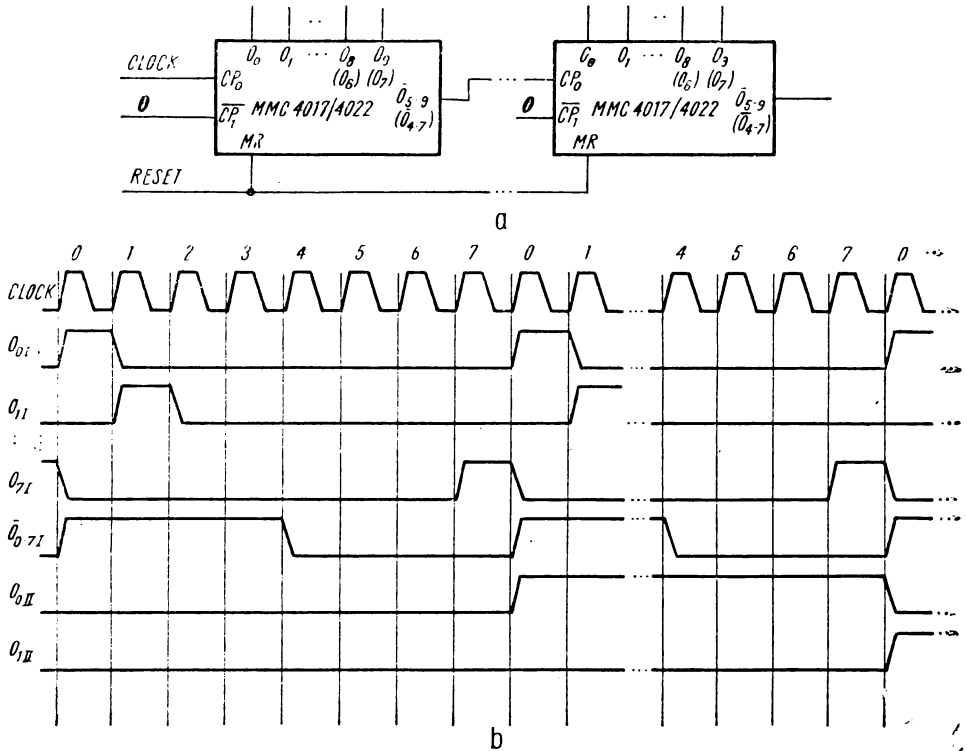 O₀ O₁ ··· O₈ O₉
(O₆) (O₇)
CLOCK
CP₀
0
C̅P̅₁ MMC 4017/4022
Ō₅₋₉
(Ō₄₋₇)
MR
RESET
O₀ O₁ ··· O₈ O₉
(O₆) (O₇)
CP₀
0
C̅P̅₁ MMC 4017/4022
Ō₅₋₉
(Ō₄₋₇)
MR
a
0 1 2 3 4 5 6 7 0 1 4 5 6 7 0 ...
CLOCK
O₀I
O₁I
O₇I
Ō₀₋₇I
O₀II
O₁II
b